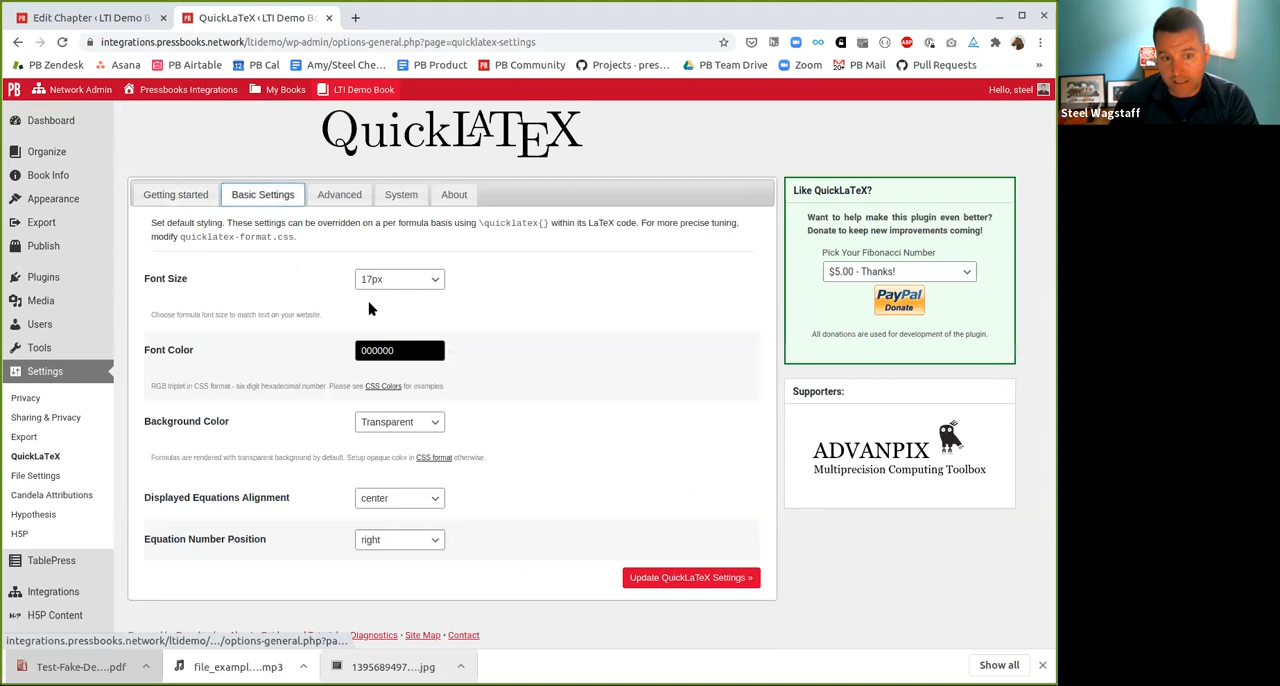 Edit Chapter ‹ LTI Demo B
QuickLaTeX ‹ LTI Demo Bo
integrations.pressbooks.network/ltidemo/wp-admin/options-general.php?page=quicklatex-settings
PB Zendesk
Asana
PB Airtable
PB Cal
Amy/Steel Che...
PB Product
PB Community
Projects · pres...
PB Team Drive
Zoom
PB Mail
Pull Requests
»
PB
Network Admin
Pressbooks Integrations
My Books
LTI Demo Book
Hello, steel
Steel Wagstaff
Dashboard
Organize
Book Info
Appearance
Export
Publish
Plugins
Media
Users
Tools
Settings
Privacy
Sharing & Privacy
Export
QuickLaTeX
File Settings
Candela Attributions
Hypothesis
H5P
TablePress
Integrations
H5P Content
QuickLATEX
Getting started
Basic Settings
Advanced
System
About
Set default styling. These settings can be overridden on a per formula basis using \quicklatex{} within its LaTeX code. For more precise tuning,
modify quicklatex-format.css.
Font Size
17px
Choose formula font size to match text on your website.
Font Color
000000
RGB triplet in CSS format - six digit hexadecimal number. Please see CSS Colors for examples.
Background Color
Transparent
Formulas are rendered with transparent background by default. Setup opaque color in CSS format otherwise.
Displayed Equations Alignment
center
Equation Number Position
right
Update QuickLaTeX Settings »
Like QuickLaTeX?
Want to help make this plugin even better?
Donate to keep new improvements coming!
Pick Your Fibonacci Number
$5.00 - Thanks!
PayPal
Donate
All donations are used for development of the plugin.
Supporters:
ADVANPIX
Multiprecision Computing Toolbox
Diagnostics • Site Map • Contact
integrations.pressbooks.network/ltidemo/.../options-general.php?pa...
Test-Fake-De....pdf
file_exampl....mp3
1395689497....jpg
Show all